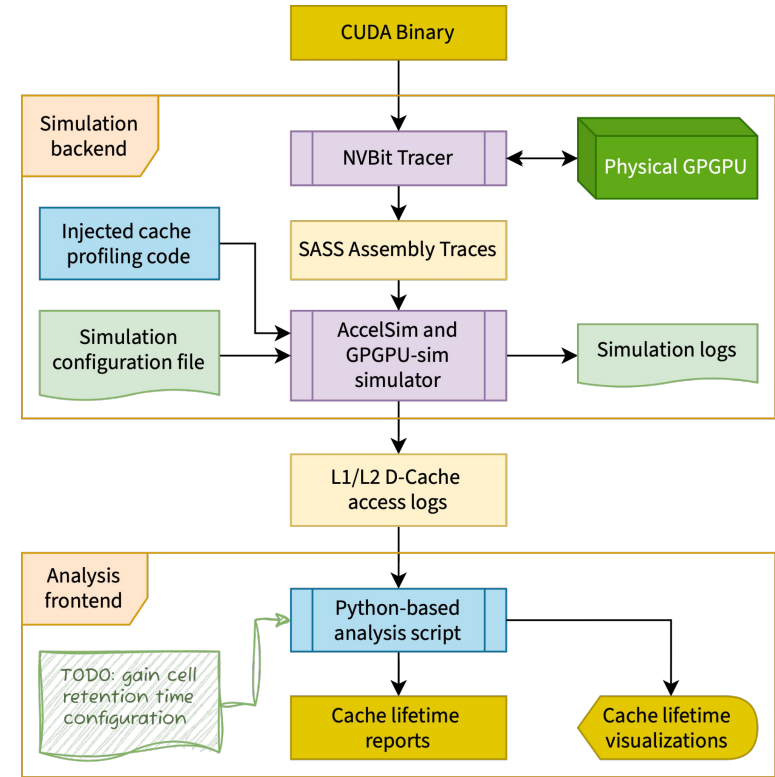 CUDA Binary
Simulation
backend
NVBit Tracer
Physical GPGPU
Injected cache
profiling code
SASS Assembly Traces
Simulation
configuration file
AccelSim and
GPGPU-sim
simulator
Simulation logs
L1/L2 D-Cache
access logs
Analysis
frontend
Python-based
analysis script
TODO: gain cell
retention time
configuration
Cache lifetime
reports
Cache lifetime
visualizations